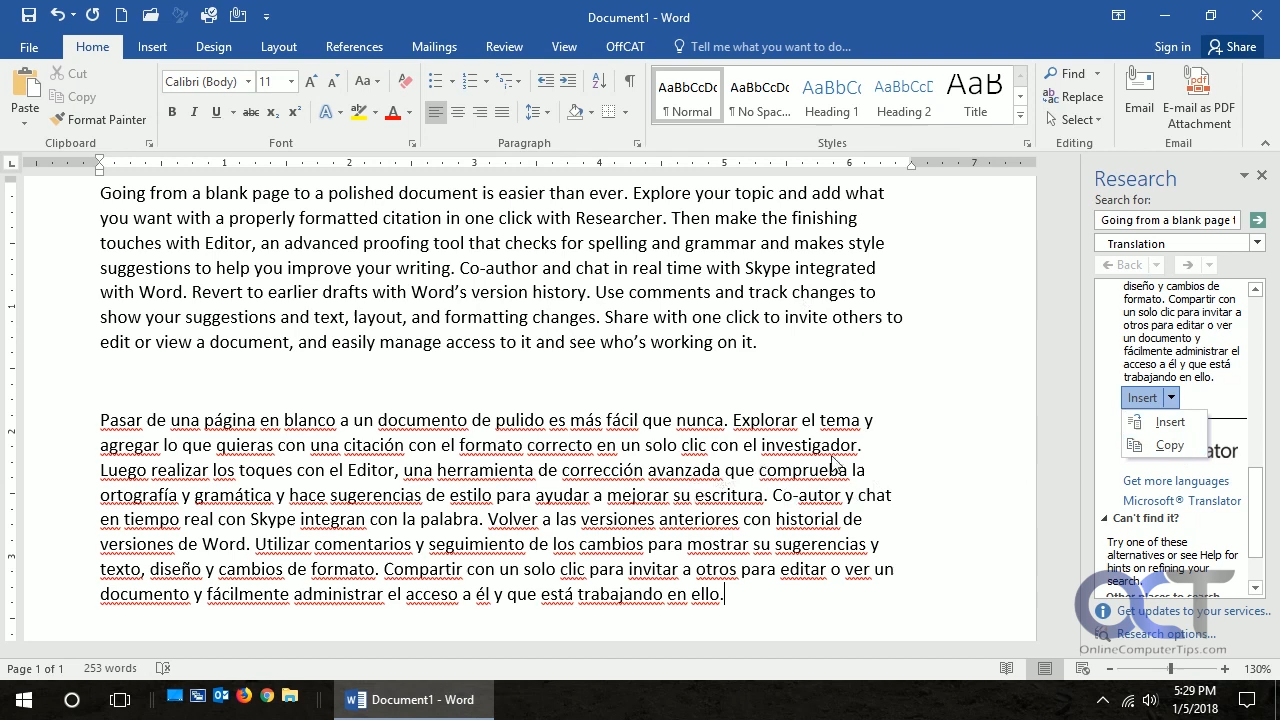 Document1 - Word
File Home Insert Design Layout References Mailings Review View OffCAT Tell me what you want to do... Sign in Share
Paste Cut Copy Format Painter Clipboard
Calibri (Body) 11 Aa Font
Paragraph
AaBbCcDc AaBbCcDc AaBbC( AaBbCcD AaB
¶ Normal ¶ No Spac... Heading 1 Heading 2 Title Styles
Find Replace Select Editing
Email E-mail as PDF Attachment Email
1 2 3 4 5 6 7
Going from a blank page to a polished document is easier than ever. Explore your topic and add what
you want with a properly formatted citation in one click with Researcher. Then make the finishing
touches with Editor, an advanced proofing tool that checks for spelling and grammar and makes style
suggestions to help you improve your writing. Co-author and chat in real time with Skype integrated
with Word. Revert to earlier drafts with Word’s version history. Use comments and track changes to
show your suggestions and text, layout, and formatting changes. Share with one click to invite others to
edit or view a document, and easily manage access to it and see who’s working on it.
Pasar de una página en blanco a un documento de pulido es más fácil que nunca. Explorar el tema y
agregar lo que quieras con una citación con el formato correcto en un solo clic con el investigador.
Luego realizar los toques con el Editor, una herramienta de corrección avanzada que comprueba la
ortografía y gramática y hace sugerencias de estilo para ayudar a mejorar su escritura. Co-autor y chat
en tiempo real con Skype integran con la palabra. Volver a las versiones anteriores con historial de
versiones de Word. Utilizar comentarios y seguimiento de los cambios para mostrar su sugerencias y
texto, diseño y cambios de formato. Compartir con un solo clic para invitar a otros para editar o ver un
documento y fácilmente administrar el acceso a él y que está trabajando en ello.
Research
Search for:
Going from a blank page t
Translation
Back
diseño y cambios de
formato. Compartir con
un solo clic para invitar a
otros para editar o ver
un documento y
fácilmente administrar el
acceso a él y que está
trabajando en ello.
Insert
Insert
Copy
ator
Get more languages
Microsoft® Translator
Can't find it?
Try one of these
alternatives or see Help for
hints on refining your
search.
Other places to search
Get updates to your services..
Research options...
OCT
OnlineComputerTips.com
Page 1 of 1 253 words 130%
Document1 - Word
5:29 PM
1/5/2018